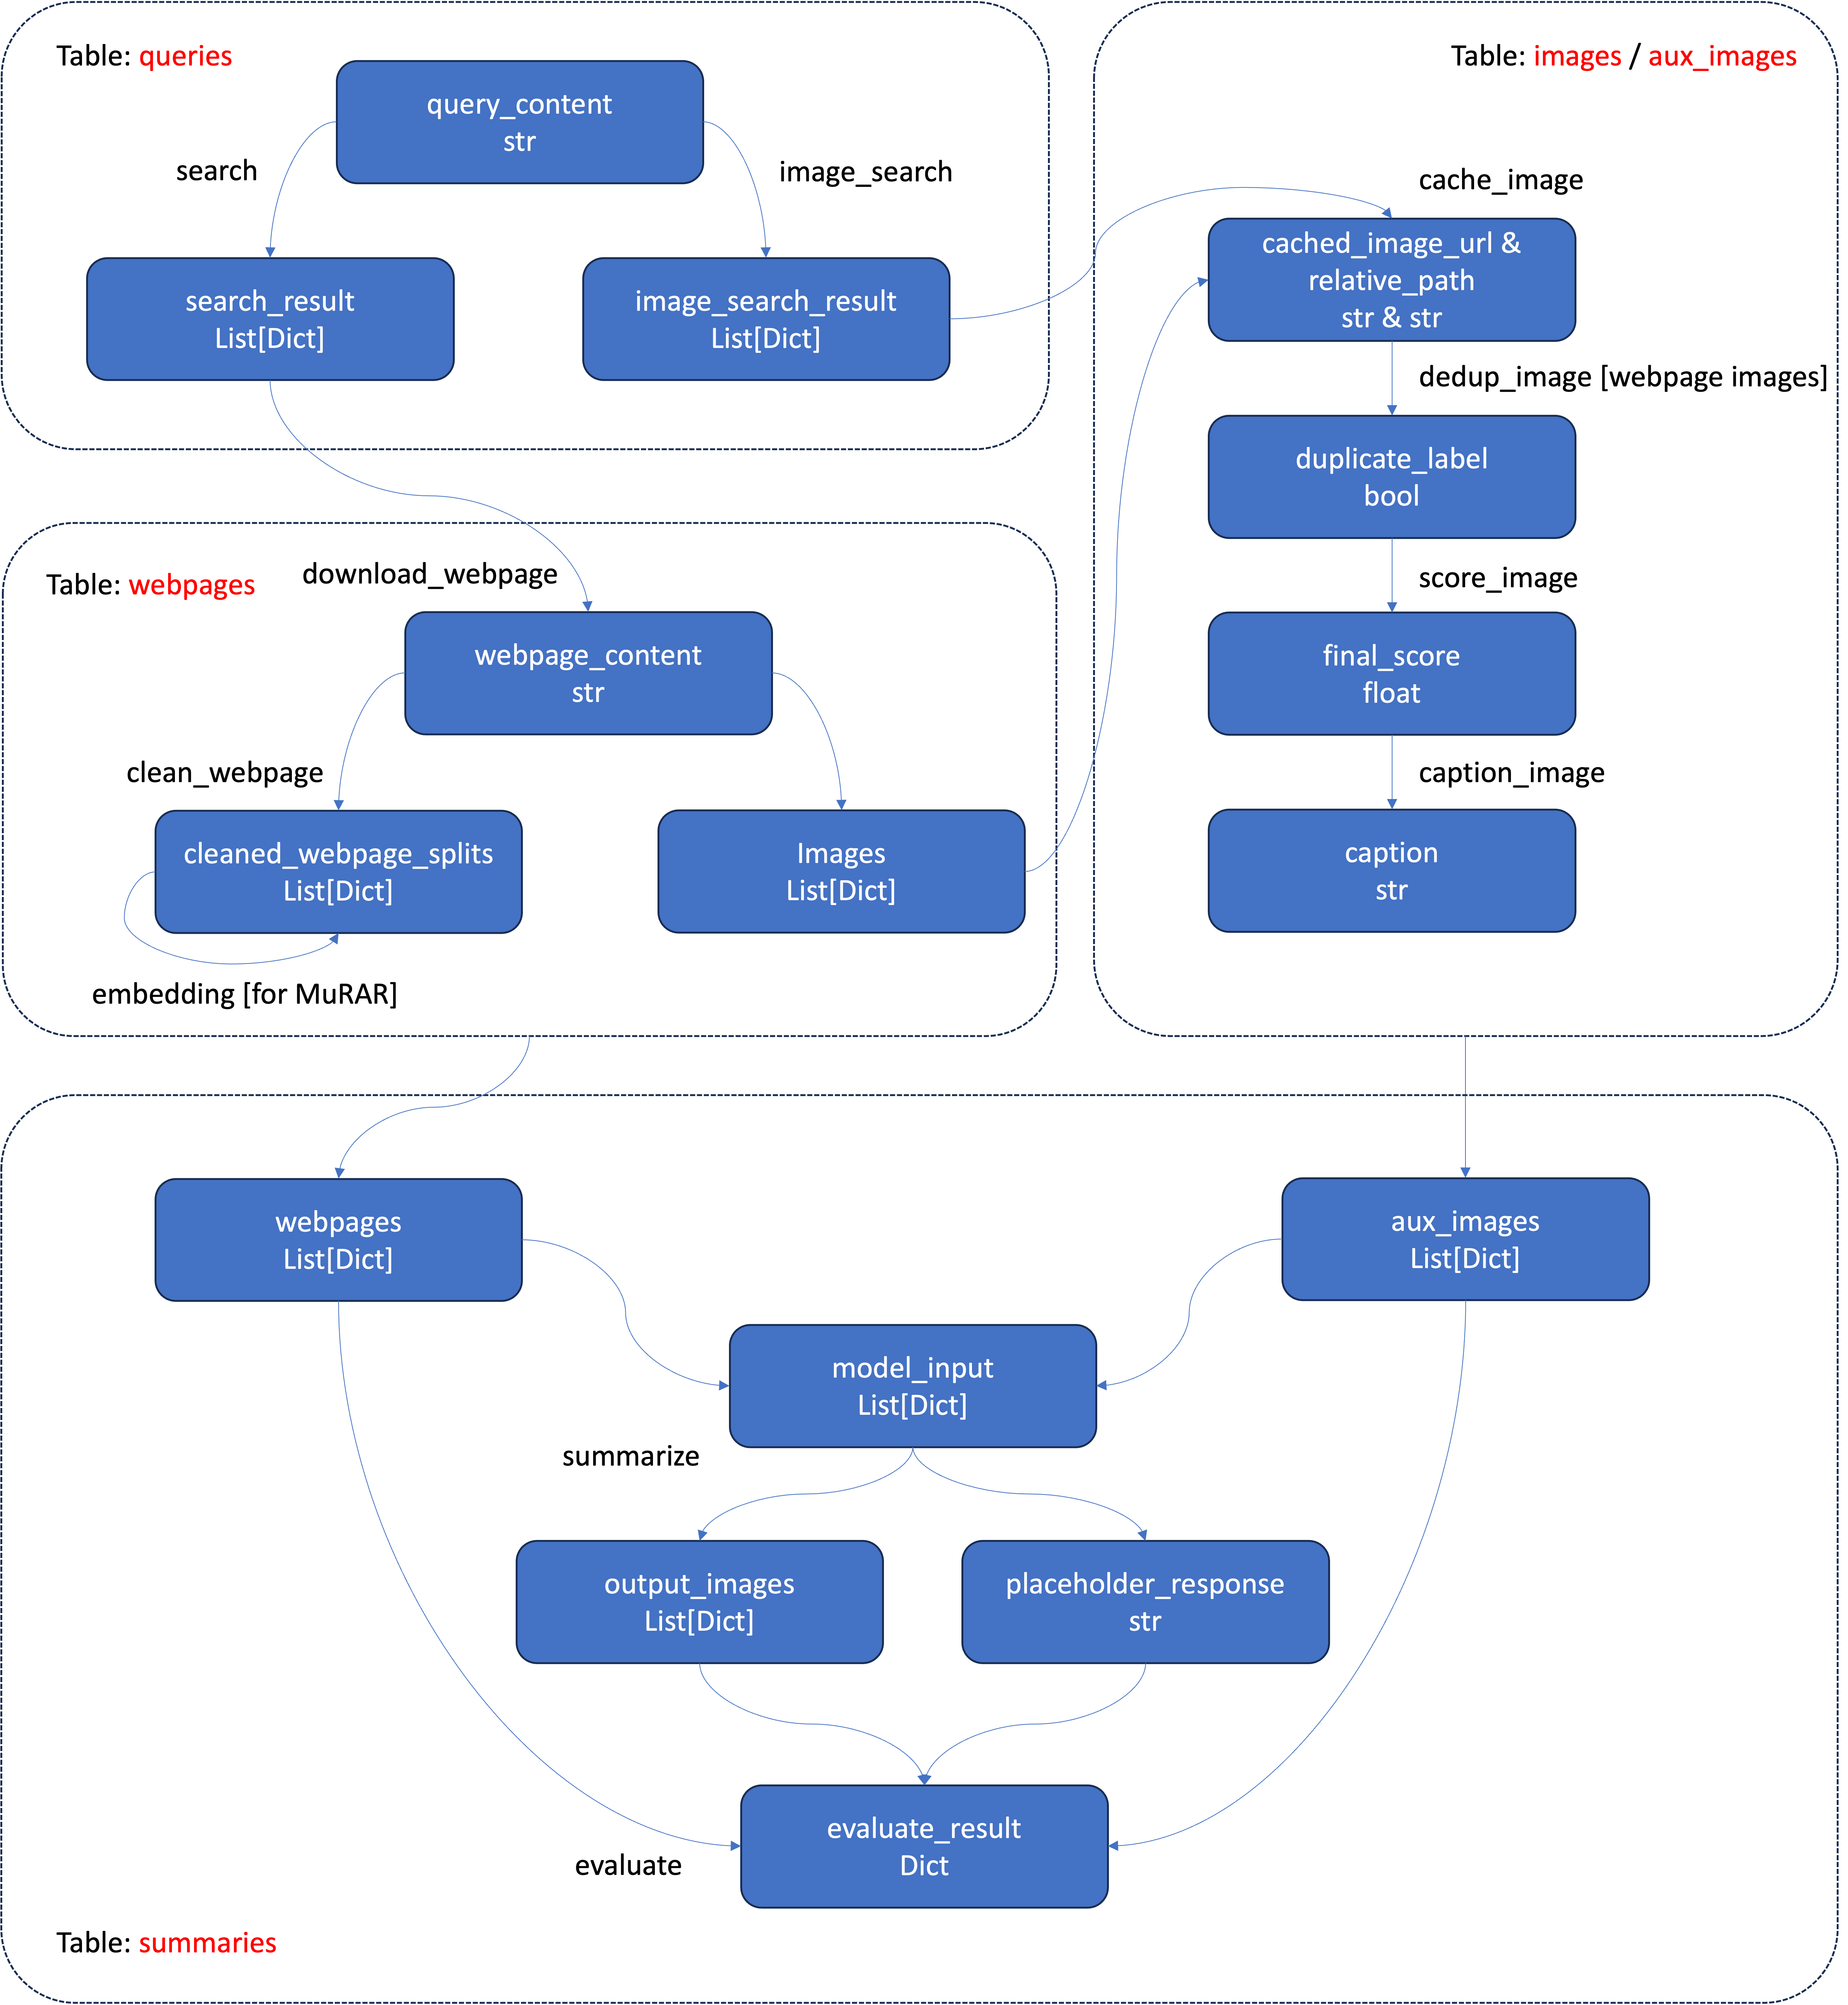 Table: queries
query_content
str
search
image_search
search_result
List[Dict]
image_search_result
List[Dict]
Table: images / aux_images
cache_image
cached_image_url &
relative_path
str & str
dedup_image [webpage images]
duplicate_label
bool
score_image
final_score
float
caption_image
caption
str
Table: webpages
download_webpage
webpage_content
str
clean_webpage
cleaned_webpage_splits
List[Dict]
Images
List[Dict]
embedding [for MuRAR]
webpages
List[Dict]
aux_images
List[Dict]
model_input
List[Dict]
summarize
output_images
List[Dict]
placeholder_response
str
evaluate_result
Dict
evaluate
Table: summaries